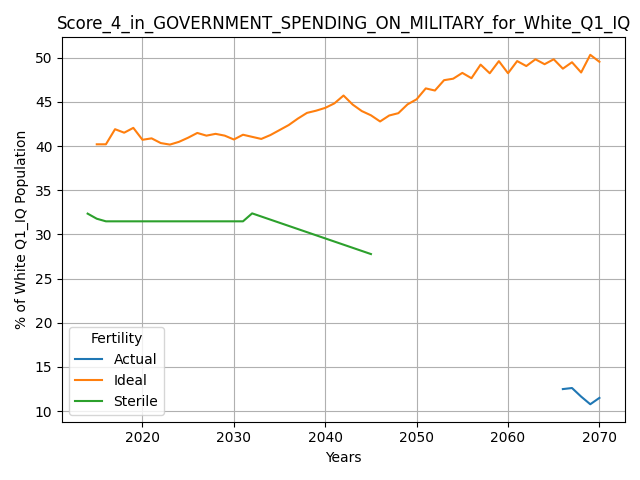 Score_4_in_GOVERNMENT_SPENDING_ON_MILITARY_for_White_Q1_IQ
50
45
40
35
30
25
20
15
10
% of White Q1_IQ Population
Fertility
Actual
Ideal
Sterile
2020 2030 2040 2050 2060 2070
Years